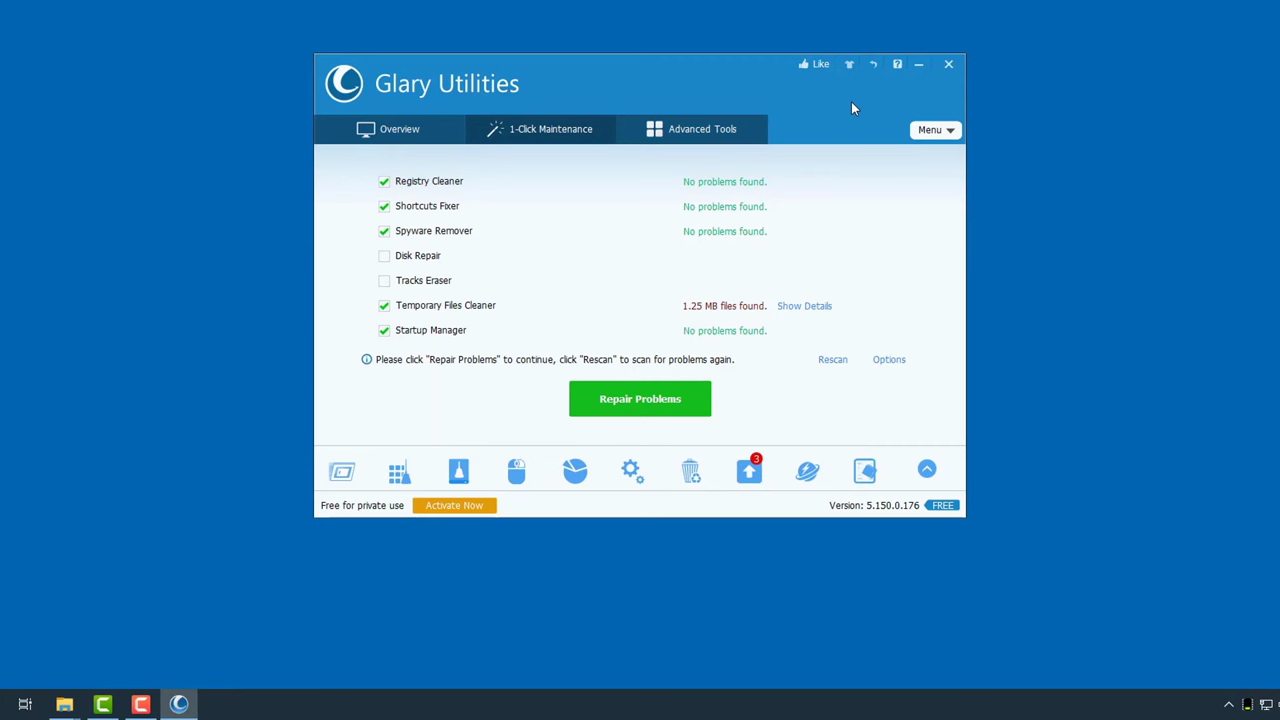 Like
Glary Utilities
Overview
1-Click Maintenance
Advanced Tools
Menu
Registry Cleaner No problems found.
Shortcuts Fixer No problems found.
Spyware Remover No problems found.
Disk Repair
Tracks Eraser
Temporary Files Cleaner 1.25 MB files found. Show Details
Startup Manager No problems found.
Please click "Repair Problems" to continue, click "Rescan" to scan for problems again. Rescan Options
Repair Problems
3
Free for private use Activate Now Version: 5.150.0.176 FREE